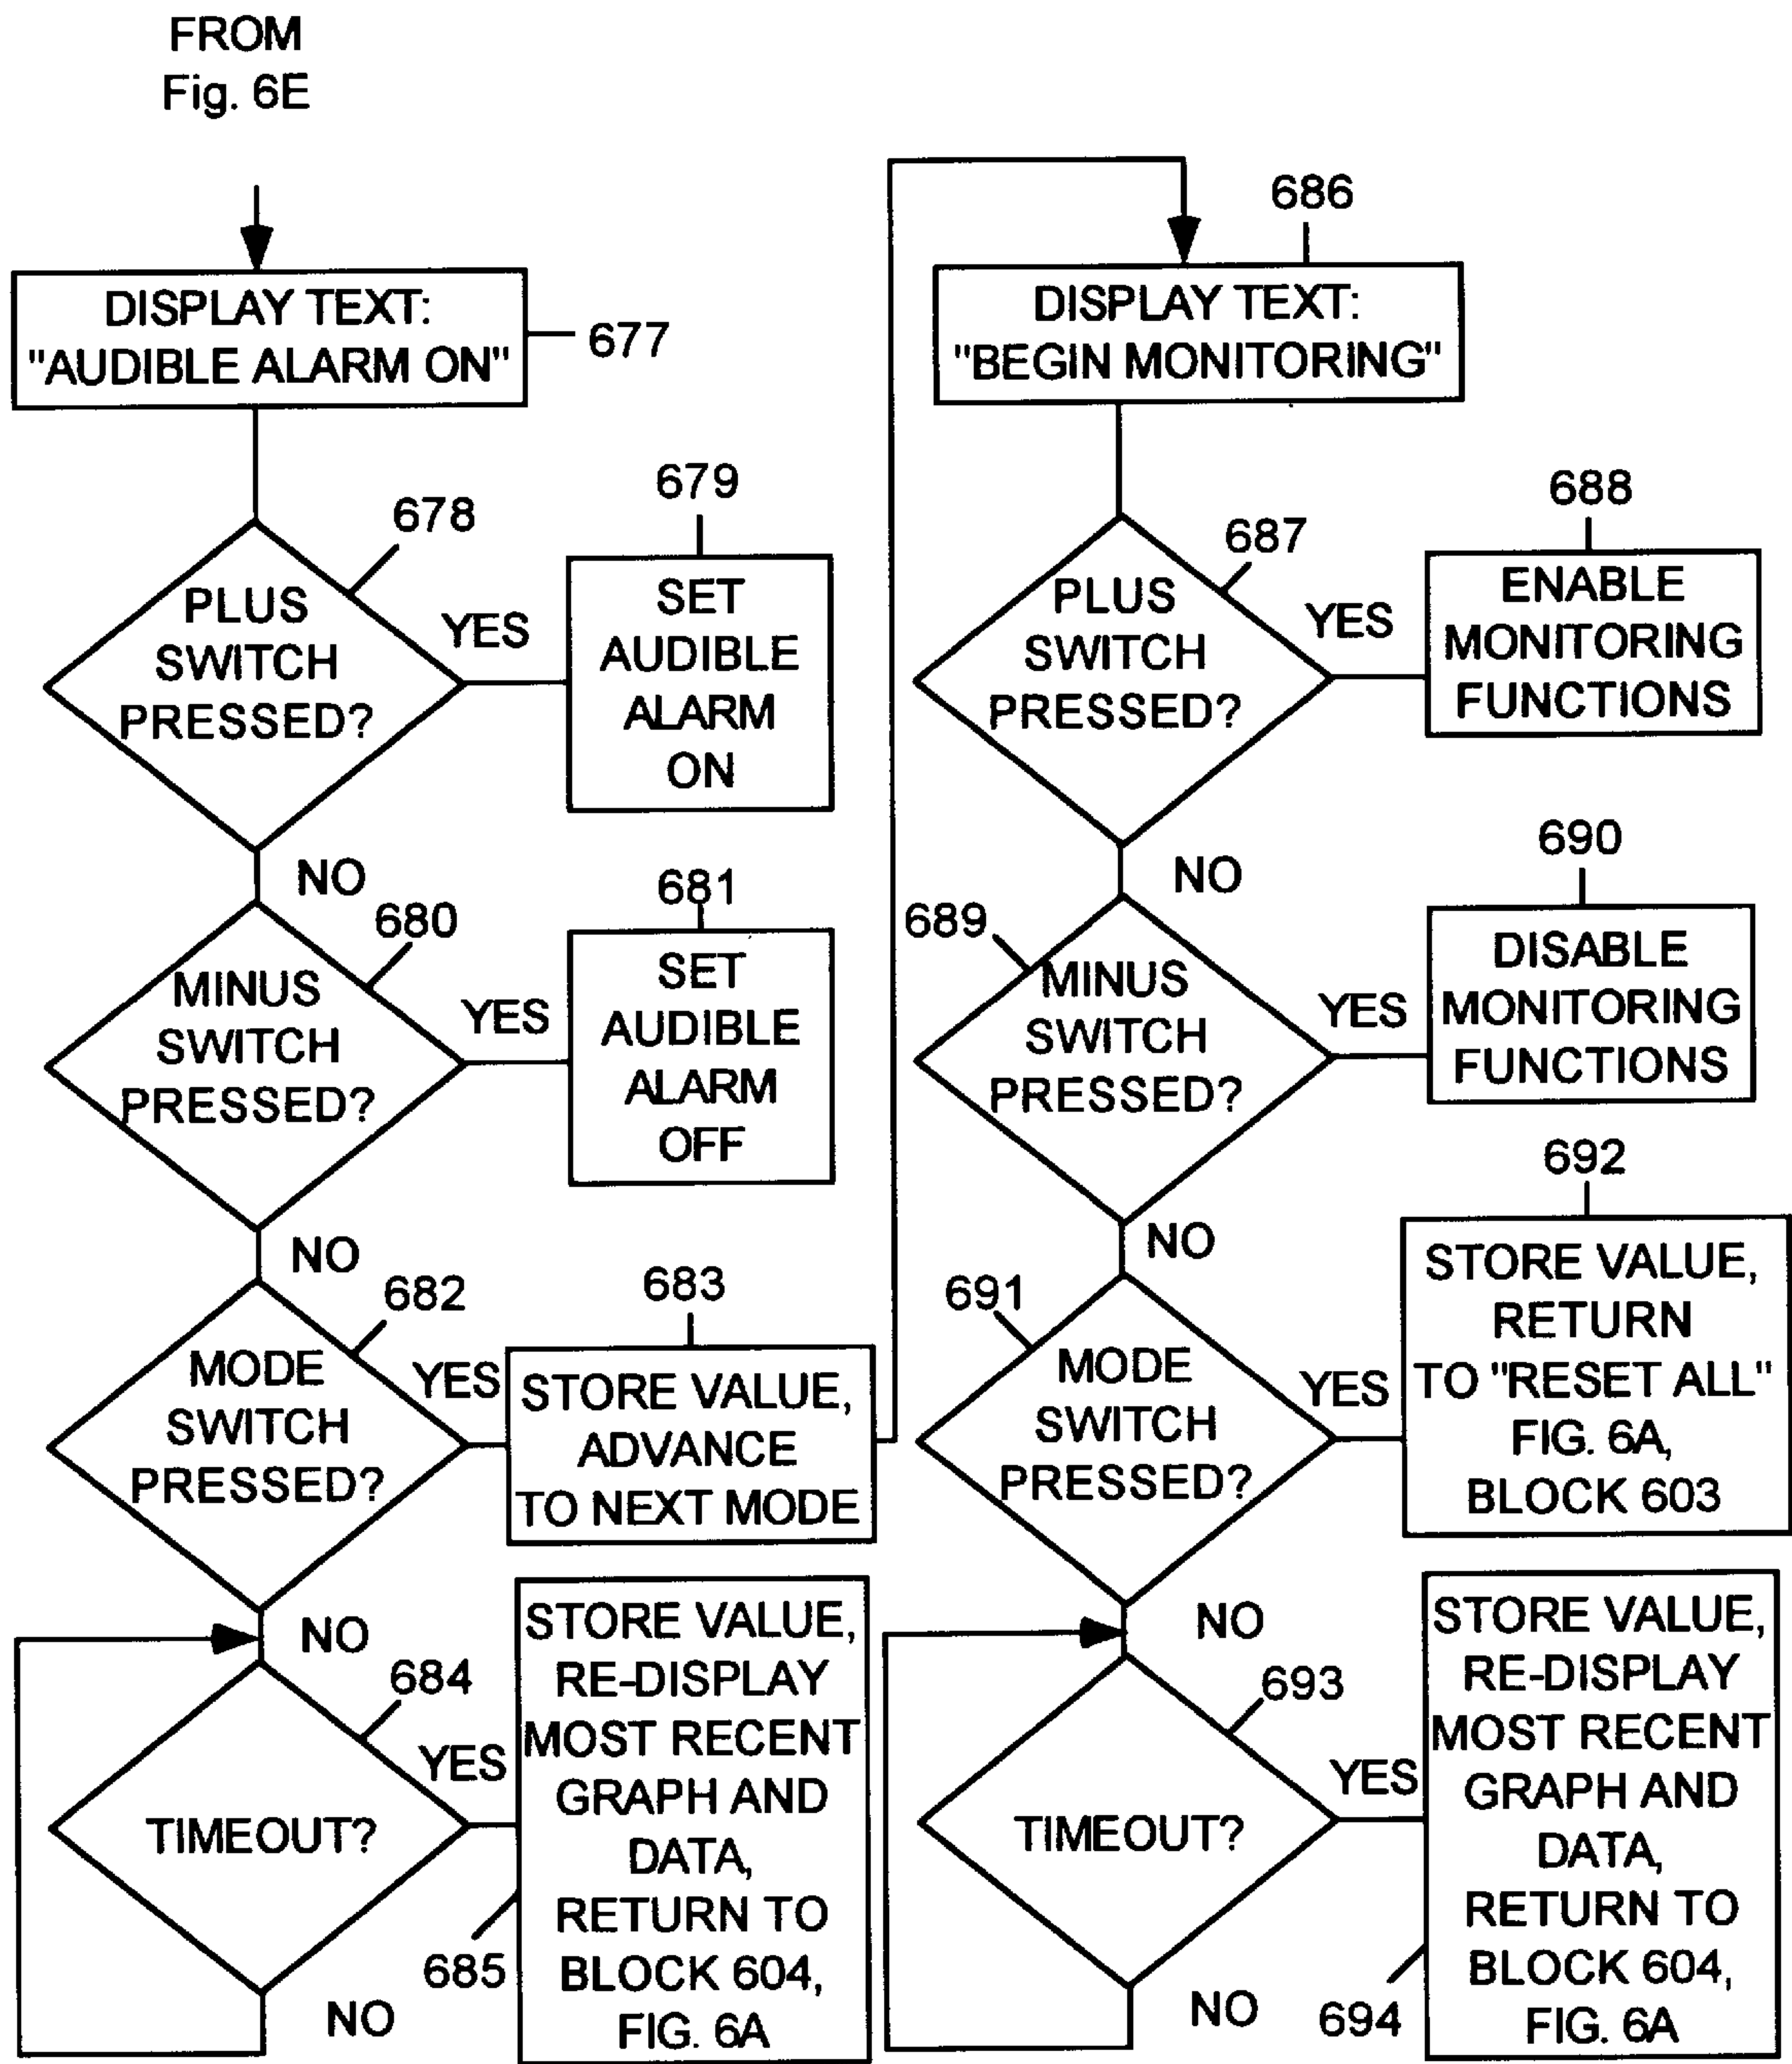 FROM
Fig. 6E
DISPLAY TEXT:
"AUDIBLE ALARM ON"
677
678
PLUS
SWITCH
PRESSED?
YES
679
SET
AUDIBLE
ALARM
ON
NO
680
MINUS
SWITCH
PRESSED?
YES
681
SET
AUDIBLE
ALARM
OFF
NO
682
MODE
SWITCH
PRESSED?
YES
683
STORE VALUE,
ADVANCE
TO NEXT MODE
NO
684
TIMEOUT?
YES
NO
685
STORE VALUE,
RE-DISPLAY
MOST RECENT
GRAPH AND
DATA,
RETURN TO
BLOCK 604,
FIG. 6A
686
DISPLAY TEXT:
"BEGIN MONITORING"
687
PLUS
SWITCH
PRESSED?
YES
688
ENABLE
MONITORING
FUNCTIONS
NO
689
MINUS
SWITCH
PRESSED?
YES
690
DISABLE
MONITORING
FUNCTIONS
NO
691
MODE
SWITCH
PRESSED?
YES
692
STORE VALUE,
RETURN
TO "RESET ALL"
FIG. 6A,
BLOCK 603
NO
693
TIMEOUT?
YES
NO
694
STORE VALUE,
RE-DISPLAY
MOST RECENT
GRAPH AND
DATA,
RETURN TO
BLOCK 604,
FIG. 6A